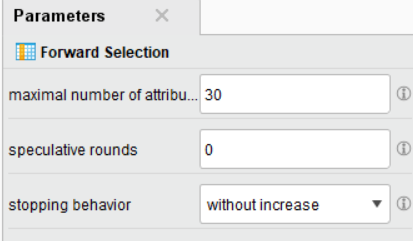 Parameters
Forward Selection
maximal number of attribu... 30
speculative rounds 0
stopping behavior without increase